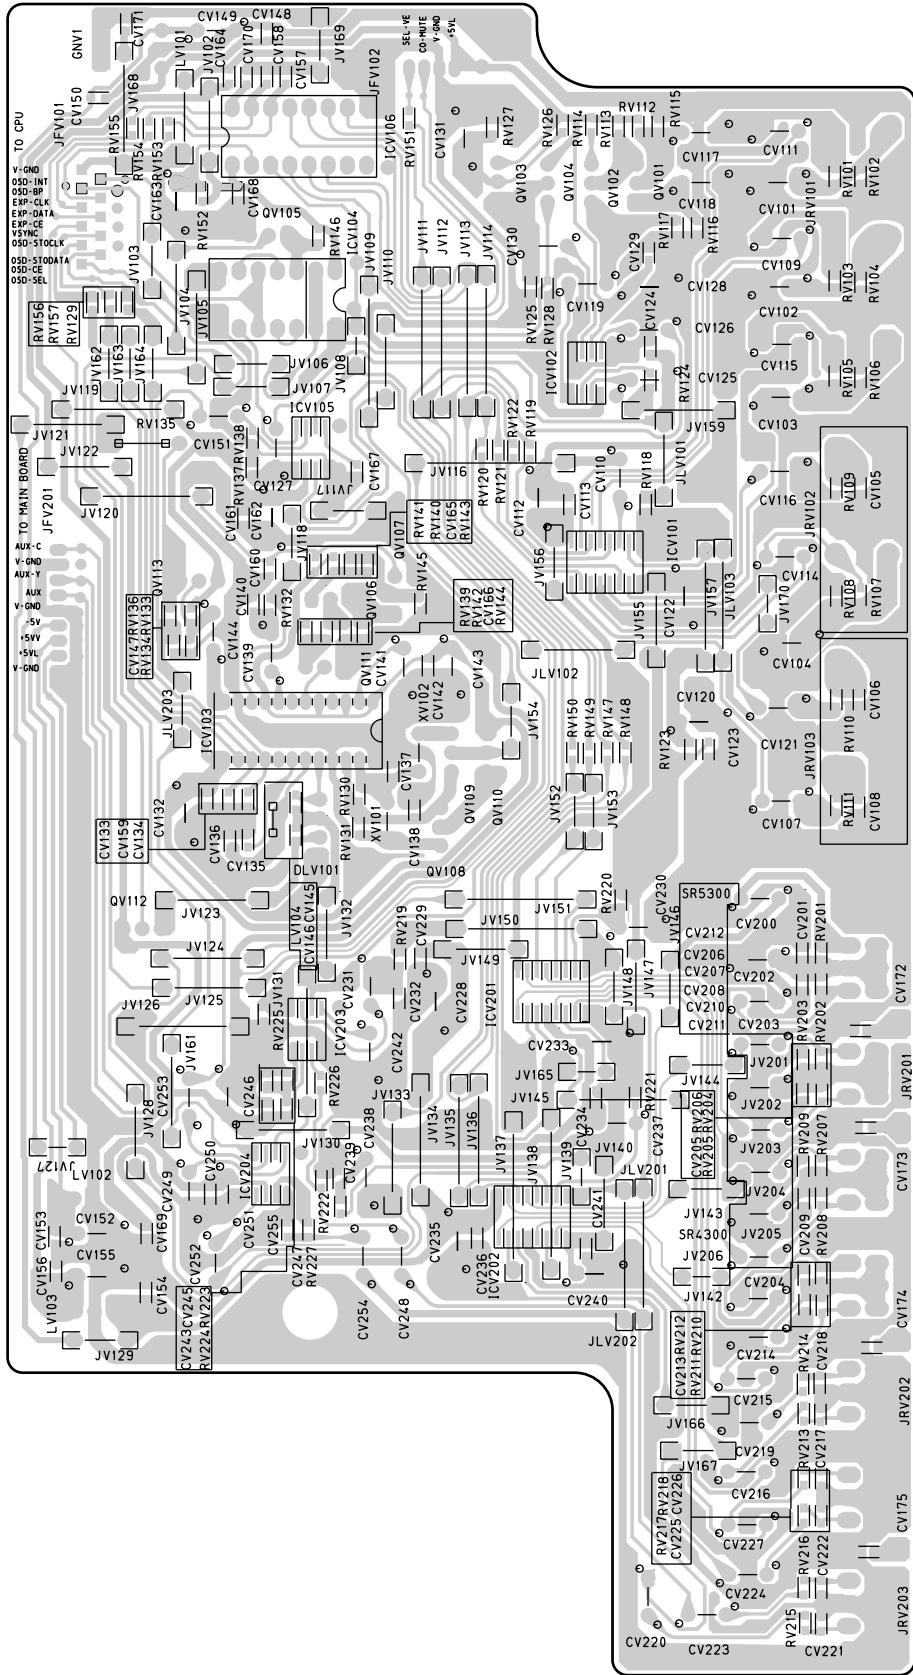 GNV1
CV171
CV149
CV148
LV101
JV102
CV164
CV170
CV158
CV157
JV169
JFV102
SEL-VE
CO-MUTE
V-GND
+5VL
TO CPU
JFV101
CV150
JV168
RV155
RV154
RV153
CV163
RV152
CV168
QV105
ICV106
RV151
CV131
RV127
RV126
RV114
RV113
RV112
RV115
QV103
QV104
QV102
QV101
CV117
CV118
CV111
CV101
JRV101
RV101
RV102
V-GND
OSD-INT
OSD-BP
EXP-CLK
EXP-DATA
EXP-CE
VSYNC
OSD-STOCLK
OSD-STODATA
OSD-CE
OSD-SEL
JV103
JV104
JV105
RV146
ICV104
JV109
JV110
JV111
JV112
JV113
JV114
CV130
RV125
RV128
CV119
CV129
RV117
RV116
CV124
CV128
CV126
CV109
CV102
RV103
RV104
RV156
RV157
RV129
JV162
JV163
JV164
JV106
JV107
JV108
ICV105
ICV102
RV124
CV125
CV115
CV103
RV105
RV106
JV119
JV121
JV122
RV135
CV151
RV138
RV137
CV127
JV117
CV167
JV116
RV122
RV119
RV120
RV121
JV159
CV110
RV118
JLV101
CV116
JRV102
RV109
CV105
TO MAIN BOARD
JFV201
JV120
CV161
CV162
JV118
QV107
RV141
RV140
CV165
RV143
CV112
CV113
ICV101
AUX-C
V-GND
AUX-Y
AUX
V-GND
-5V
+5VV
+5VL
V-GND
QV113
CV160
CV140
RV132
QV106
RV145
RV139
RV142
CV166
RV144
JV156
JV155
CV122
JV157
JLV103
JV170
CV114
RV108
RV107
CV147
RV136
RV134
RV133
CV144
CV139
QV111
CV141
XV102
CV142
CV143
JLV102
CV104
JLV203
ICV103
JV154
RV150
RV149
RV147
RV148
CV120
RV123
CV123
CV121
JRV103
RV110
CV106
CV132
CV133
CV159
CV134
CV136
CV135
DLV101
RV130
RV131
XV101
CV137
CV138
QV109
QV110
JV152
JV153
CV107
RV111
CV108
QV112
JV123
LV104
CV146
CV145
JV132
QV108
JV150
JV151
RV220
CV230
JV146
SR5300
CV212
CV200
CV201
RV201
JV124
JV125
JV126
JV131
CV231
RV219
CV229
JV149
CV232
CV228
ICV201
JV148
JV147
CV206
CV207
CV208
CV210
CV211
CV202
CV203
RV203
RV202
CV172
JV161
RV225
ICV203
CV242
CV233
JV165
JV144
JV201
JRV201
CV253
CV246
RV226
JV133
JV145
RV221
CV205
RV206
RV205
RV204
JV202
JV128
JV130
CV238
JV134
JV135
JV136
JV137
JV138
JV139
CV234
JV140
CV237
JLV201
JV203
RV209
RV207
CV173
JV127
LV102
CV249
CV250
ICV204
CV239
RV222
CV241
JV143
JV204
SR4300
JV205
CV209
RV208
CV153
CV152
CV169
CV252
CV251
CV255
CV247
RV227
CV235
CV236
ICV202
JV206
CV204
CV156
CV155
CV154
LV103
CV243
CV245
RV224
RV223
CV254
CV248
CV240
JLV202
JV142
CV174
JV129
CV213
RV212
RV211
RV210
CV214
RV214
CV218
CV215
JV166
JRV202
JV167
CV219
RV213
CV217
CV216
RV217
RV218
CV225
CV226
CV227
CV175
RV216
CV222
CV224
CV220
CV223
RV215
CV221
JRV203